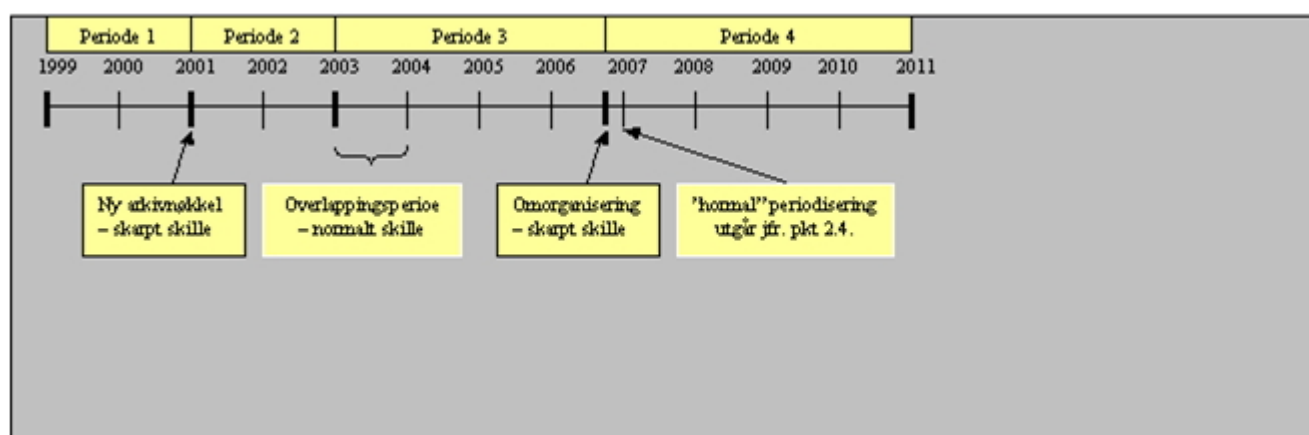 Periode 1 Periode 2 Periode 3 Periode 4
1999 2000 2001 2002 2003 2004 2005 2006 2007 2008 2009 2010 2011
Ny arkivnøkkel
– skarpt skille
Overlappingsperioe
– normalt skille
Omorganisering
– skarpt skille
"normal" periodisering
utgår jfr. pkt 2.4.